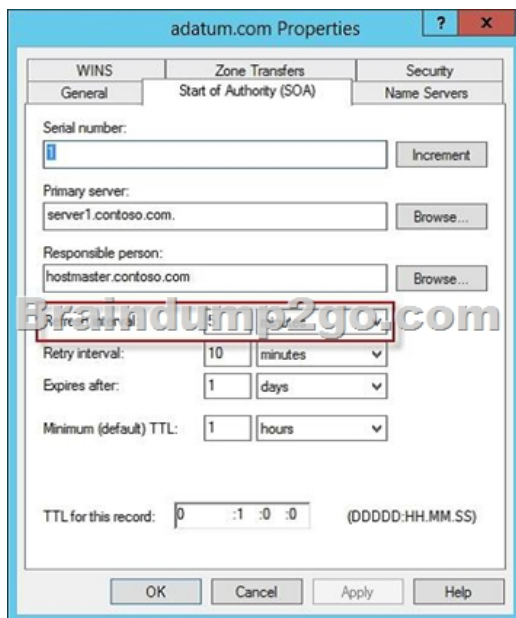 adatum.com Properties
? x
WINS Zone Transfers Security
General Start of Authority (SOA) Name Servers
Serial number:
1 Increment
Primary server:
server1.contoso.com. Browse...
Responsible person:
hostmaster.contoso.com Browse...
Braindump2go.com
Retry interval: 10 minutes
Expires after: 1 days
Minimum (default) TTL: 1 hours
TTL for this record: 0 :1 :0 :0 (DDDDD:HH.MM.SS)
OK Cancel Apply Help